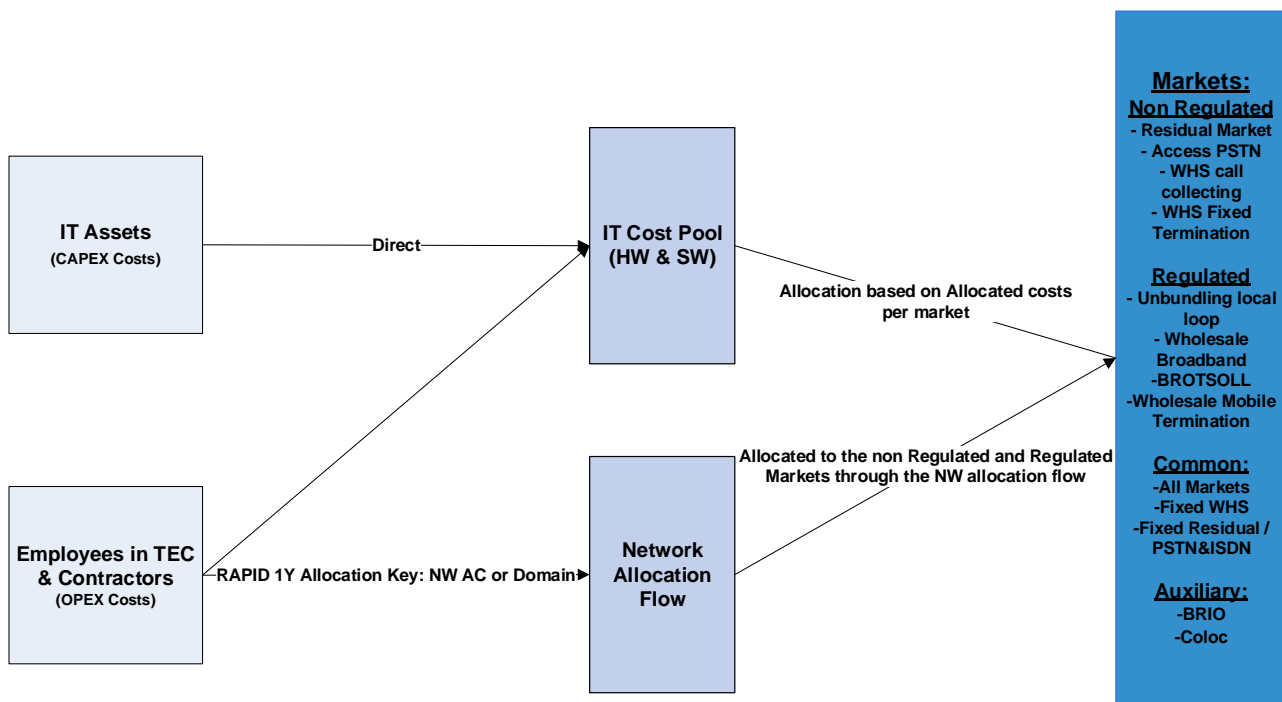 IT Assets
(CAPEX Costs)
Direct
IT Cost Pool
(HW & SW)
Allocation based on Allocated costs
per market
Employees in TEC
& Contractors
(OPEX Costs)
RAPID 1Y Allocation Key: NW AC or Domain
Network
Allocation
Flow
Allocated to the non Regulated and Regulated
Markets through the NW allocation flow
Markets:
Non Regulated
- Residual Market
- Access PSTN
- WHS call
collecting
- WHS Fixed
Termination
Regulated
- Unbundling local
loop
- Wholesale
Broadband
-BROTSOLL
-Wholesale Mobile
Termination
Common:
-All Markets
-Fixed WHS
-Fixed Residual /
PSTN&ISDN
Auxiliary:
-BRIO
-Coloc